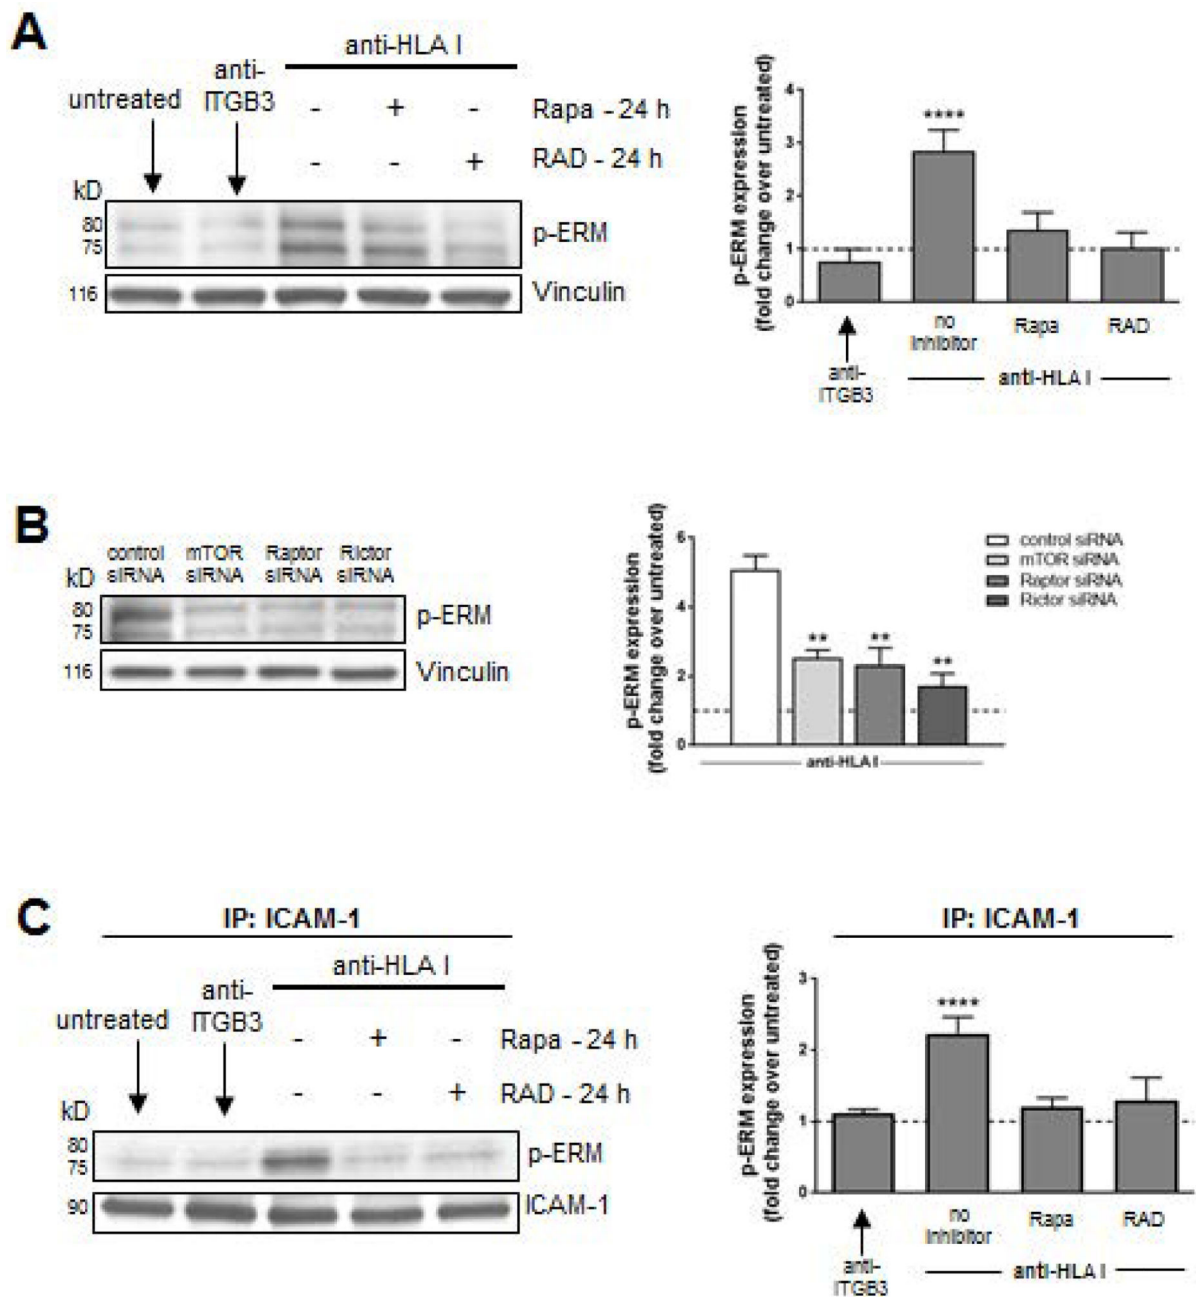 A
anti-HLA I
untreated
anti-
ITGB3
- + - Rapa - 24 h
- - + RAD - 24 h
kD
80
75
p-ERM
116
Vinculin
p-ERM expression
(fold change over untreated)
4
3
2
1
0
****
no
inhibitor
Rapa
RAD
anti-
ITGB3
anti-HLA I
B
control
siRNA
mTOR
siRNA
Raptor
siRNA
Rictor
siRNA
kD
80
75
p-ERM
116
Vinculin
p-ERM expression
(fold change over untreated)
6
4
2
0
**
**
**
anti-HLA I
control siRNA
mTOR siRNA
Raptor siRNA
Rictor siRNA
C
IP: ICAM-1
anti-HLA I
untreated
anti-
ITGB3
- + - Rapa - 24 h
- - + RAD - 24 h
kD
80
75
p-ERM
90
ICAM-1
IP: ICAM-1
p-ERM expression
(fold change over untreated)
3
2
1
0
****
no
inhibitor
Rapa
RAD
anti-
ITGB3
anti-HLA I